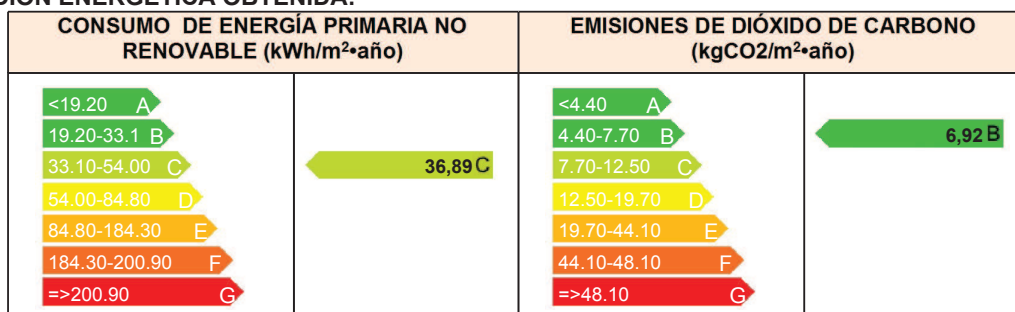 ENERGÉTICA OBTENIDA:
CONSUMO DE ENERGÍA PRIMARIA NO
RENOVABLE (kWh/m²•año)
<19.20 A
19.20-33.1 B
33.10-54.00 C
54.00-84.80 D
84.80-184.30 E
184.30-200.90 F
=>200.90 G
36,89 C
EMISIONES DE DIÓXIDO DE CARBONO
(kgCO2/m²•año)
<4.40 A
4.40-7.70 B
7.70-12.50 C
12.50-19.70 D
19.70-44.10 E
44.10-48.10 F
=>48.10 G
6,92 B